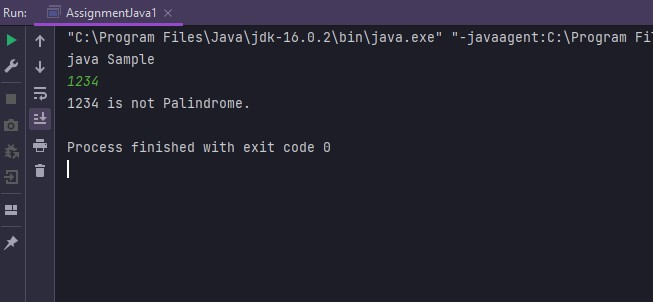 Run: AssignmentJava1
"C:\Program Files\Java\jdk-16.0.2\bin\java.exe" "-javaagent:C:\Program Fi
java Sample
1234
1234 is not Palindrome.
Process finished with exit code 0